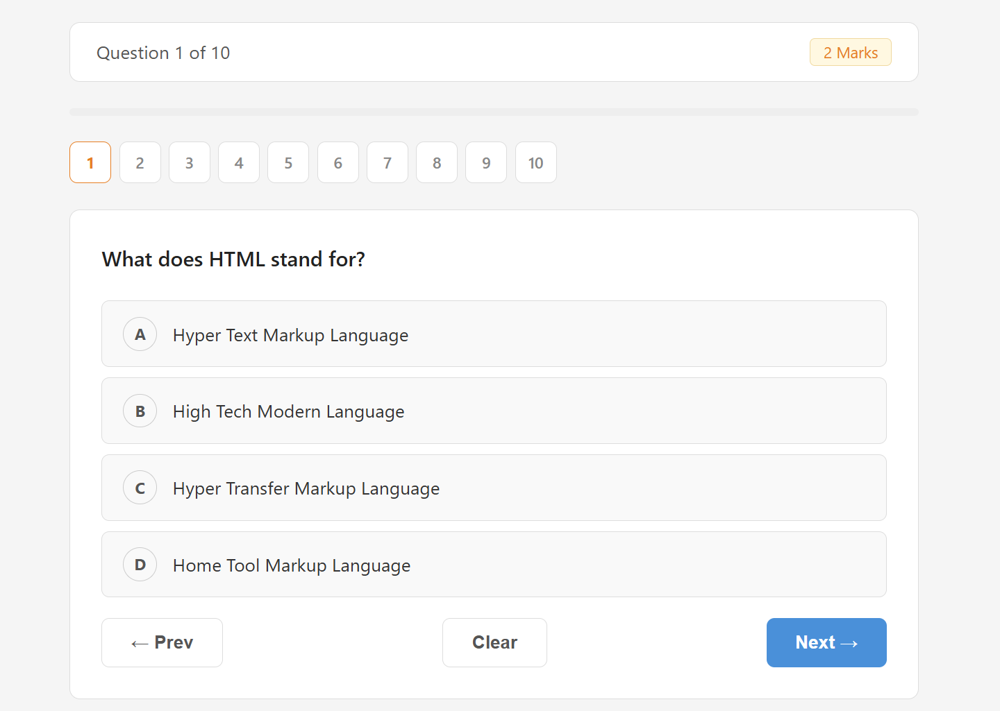 Question 1 of 10
2 Marks
1 2 3 4 5 6 7 8 9 10
What does HTML stand for?
A Hyper Text Markup Language
B High Tech Modern Language
C Hyper Transfer Markup Language
D Home Tool Markup Language
← Prev
Clear
Next →